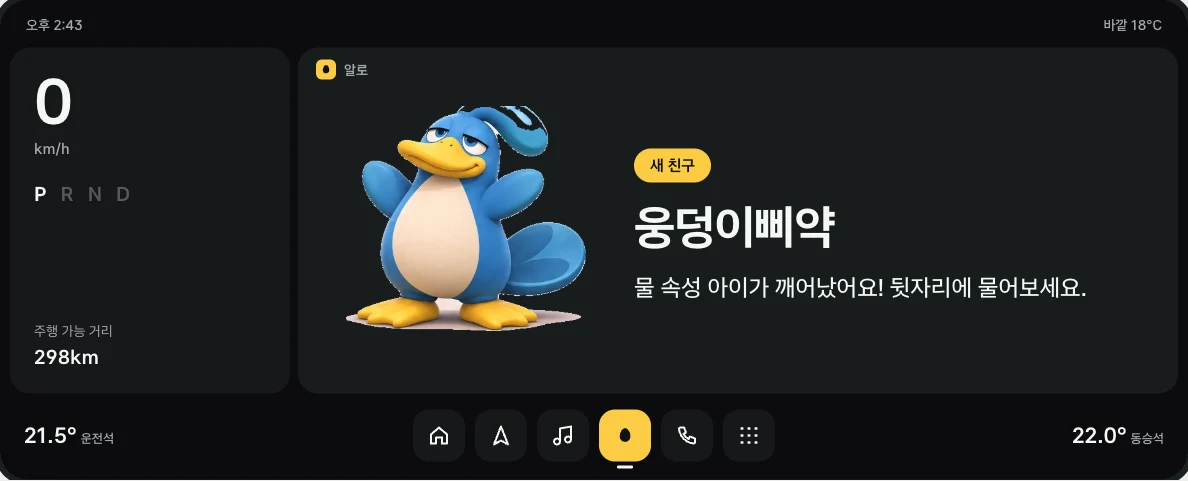 오후 2:43
바깥 18°C
0
km/h
P R N D
주행 가능 거리
298km
알로
새 친구
웅덩이삐약
물 속성 아이가 깨어났어요! 뒷자리에 물어보세요.
21.5° 운전석
22.0° 동승석